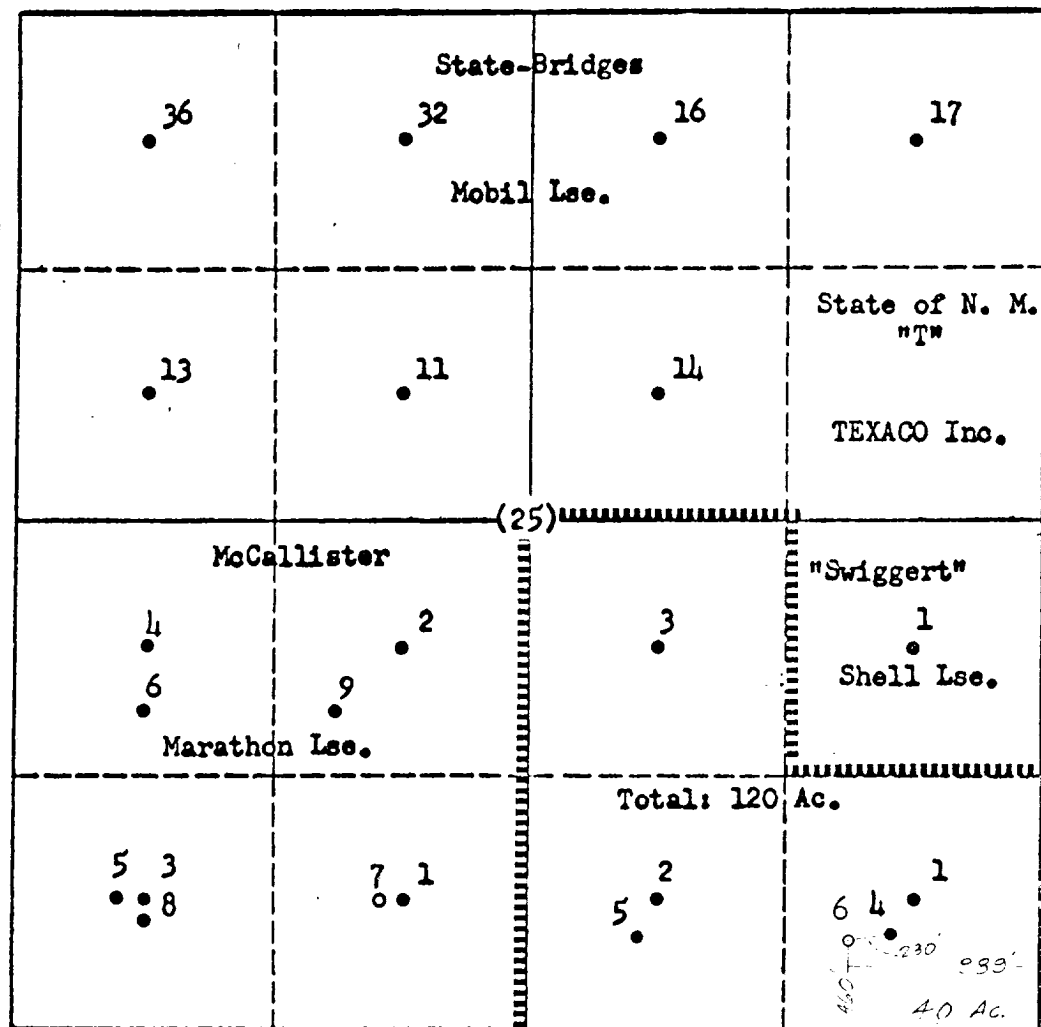 State-Bridges
36 32 16 17
Mobil Lse.
State of N. M.
"T"
13 11 14
TEXACO Inc.
(25)
McCallister
"Swiggert"
4 2 3 1
Shell Lse.
6 9
Marathon Lse.
Total: 120 Ac.
5 3 7 1 2 1
8
5 6 4
230'
460'
40 Ac.